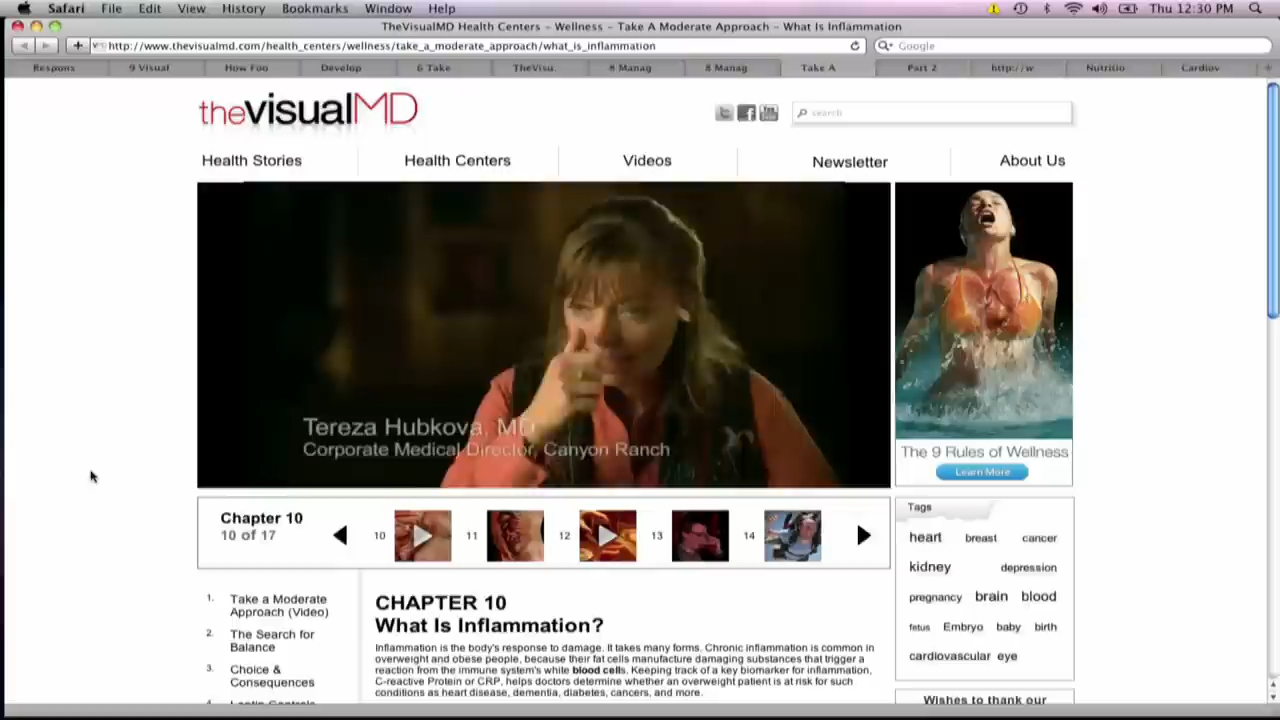 Safari File Edit View History Bookmarks Window Help
Thu 12:30 PM
TheVisualMD Health Centers – Wellness – Take A Moderate Approach – What Is Inflammation
http://www.thevisualmd.com/health_centers/wellness/take_a_moderate_approach/what_is_inflammation
Google
Respons 9 Visual How Foo Develop 6 Take TheVisu. 8 Manag 8 Manag Take A Part 2 http://w Nutritio Cardiov
thevisualMD
search
Health Stories Health Centers Videos Newsletter About Us
Tereza Hubkova, MD
Corporate Medical Director, Canyon Ranch
The 9 Rules of Wellness
Learn More
Chapter 10
10 of 17
10 11 12 13 14
Tags
heart breast cancer
kidney depression
pregnancy brain blood
fetus Embryo baby birth
cardiovascular eye
Wishes to thank our
1. Take a Moderate
Approach (Video)
2. The Search for
Balance
3. Choice &
Consequences
CHAPTER 10
What Is Inflammation?
Inflammation is the body's response to damage. It takes many forms. Chronic inflammation is common in
overweight and obese people, because their fat cells manufacture damaging substances that trigger a
reaction from the immune system's white blood cells. Keeping track of a key biomarker for inflammation,
C-reactive Protein or CRP, helps doctors determine whether an overweight patient is at risk for such
conditions as heart disease, dementia, diabetes, cancers, and more.